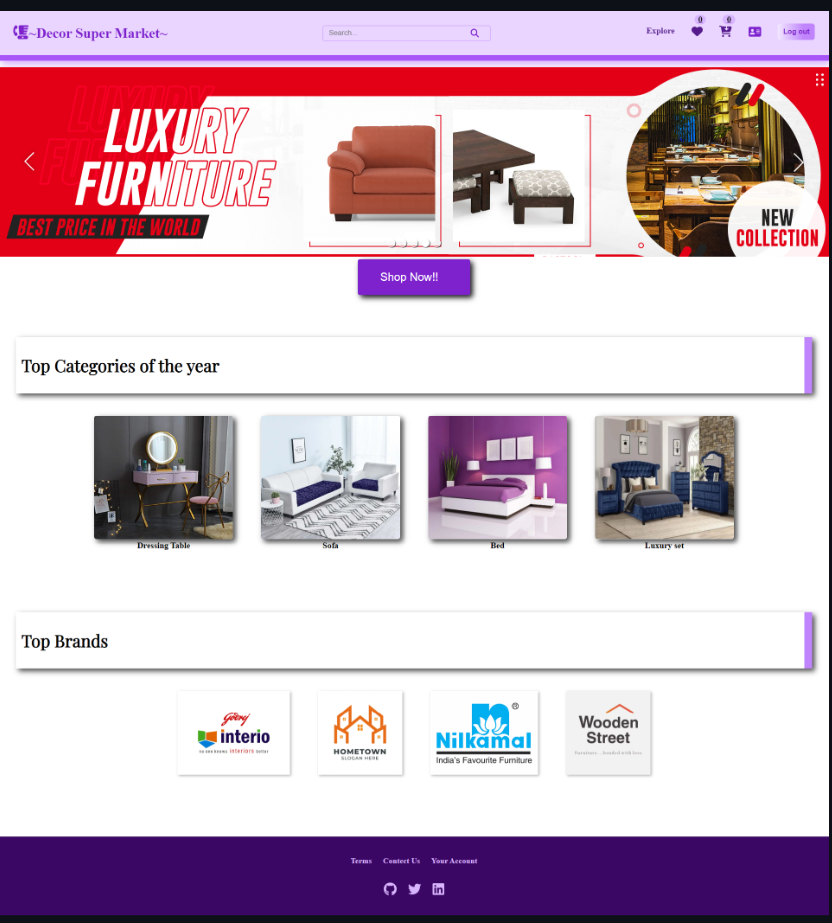 ~Decor Super Market~
Search...
Explore
0
0
Log out
LUXURY
FURNITURE
BEST PRICE IN THE WORLD
NEW
COLLECTION
Shop Now!!
Top Categories of the year
Dressing Table
Sofa
Bed
Luxury set
Top Brands
Godrej
interio
HOMETOWN
SLOGAN HERE
Nilkamal
®
India's Favourite Furniture
Wooden
Street
Terms
Contect Us
Your Account